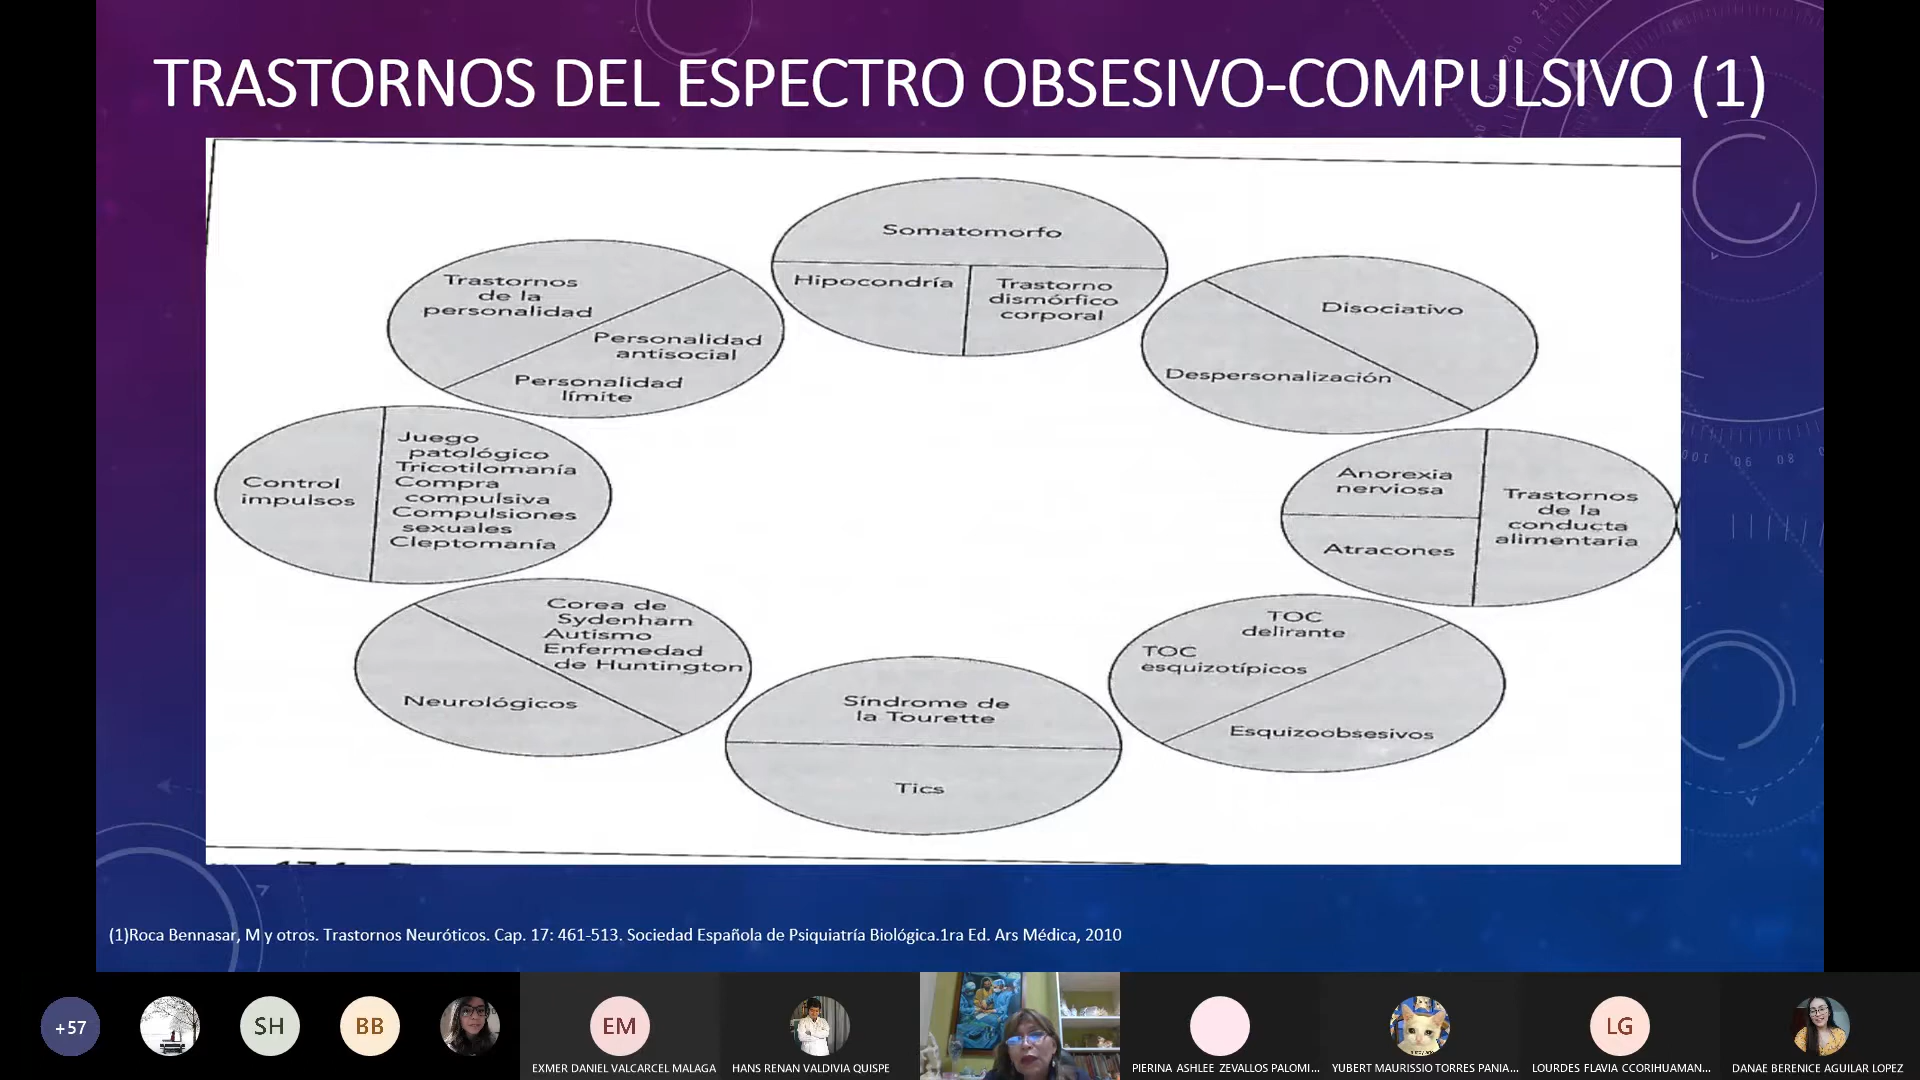 TRASTORNOS DEL ESPECTRO OBSESIVO-COMPULSIVO (1)
Somatomorfo
Hipocondría
Trastorno
dismórfico
corporal
Trastornos
de la
personalidad
Personalidad
antisocial
Personalidad
límite
Disociativo
Despersonalización
Control
impulsos
Juego
patológico
Tricotilomanía
Compra
compulsiva
Compulsiones
sexuales
Cleptomanía
Anorexia
nerviosa
Atracones
Trastornos
de la
conducta
alimentaria
Corea de
Sydenham
Autismo
Enfermedad
de Huntington
Neurológicos
Síndrome de
la Tourette
Tics
TOC
delirante
TOC
esquizotípicos
Esquizoobsesivos
(1)Roca Bennasar, M y otros. Trastornos Neuróticos. Cap. 17: 461-513. Sociedad Española de Psiquiatría Biológica.1ra Ed. Ars Médica, 2010
+57
SH
BB
EM
LG
EXMER DANIEL VALCARCEL MALAGA
HANS RENAN VALDIVIA QUISPE
PIERINA ASHLEE ZEVALLOS PALOMI...
YUBERT MAURISSIO TORRES PANIA...
LOURDES FLAVIA CCORIHUAMAN...
DANAE BERENICE AGUILAR LOPEZ